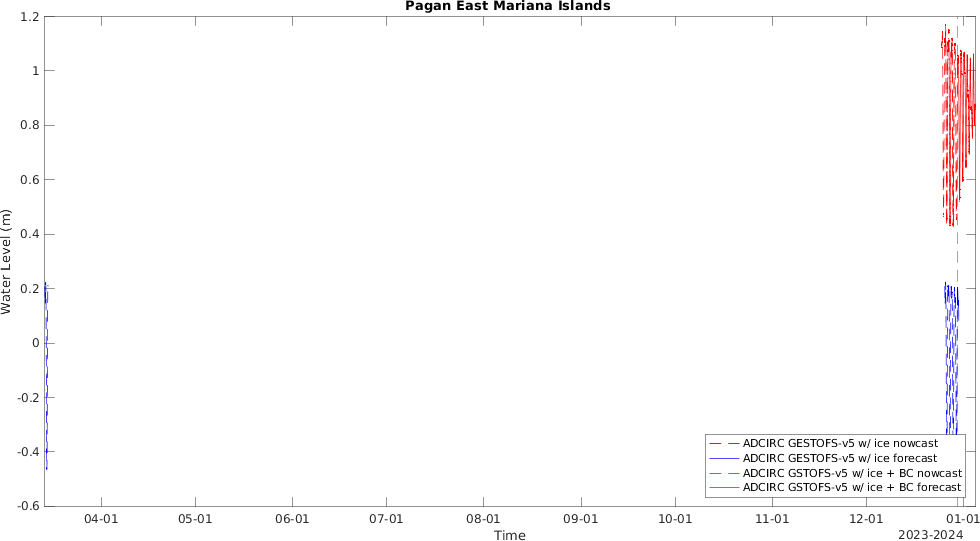 Pagan East Mariana Islands
1.2
1
0.8
0.6
0.4
0.2
0
-0.2
-0.4
-0.6
Water Level (m)
ADCIRC GESTOFS-v5 w/ ice nowcast
ADCIRC GESTOFS-v5 w/ ice forecast
ADCIRC GSTOFS-v5 w/ ice + BC nowcast
ADCIRC GSTOFS-v5 w/ ice + BC forecast
04-01 05-01 06-01 07-01 08-01 09-01 10-01 11-01 12-01 01-01
Time
2023-2024